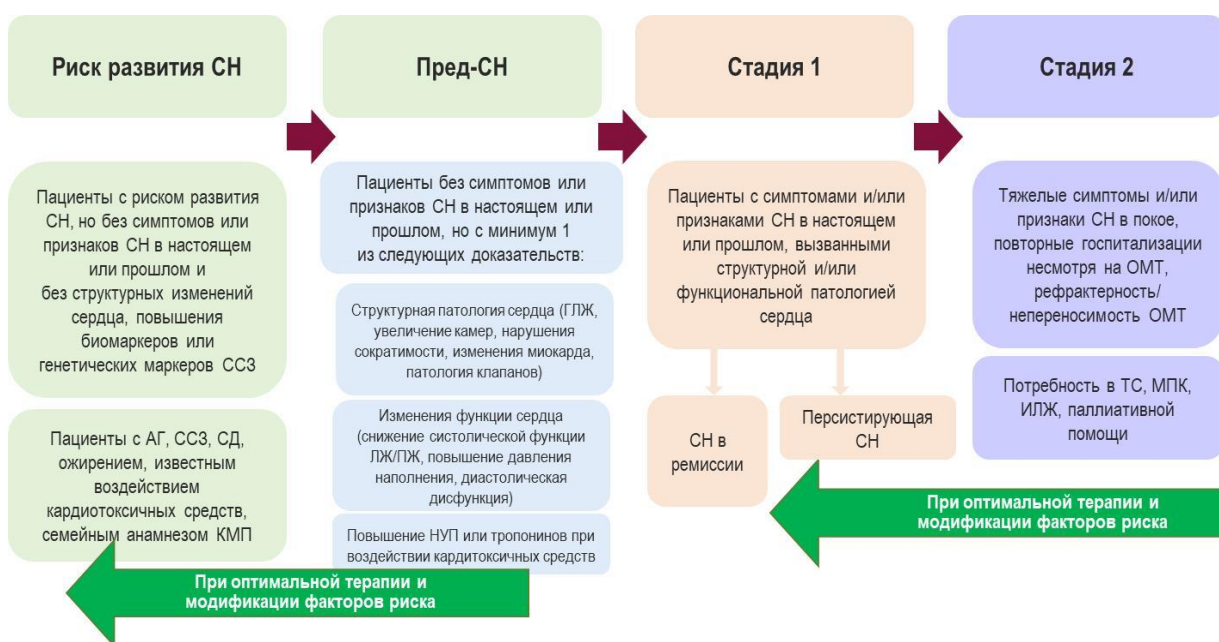 Риск развития СН
Пред-СН
Стадия 1
Стадия 2
Пациенты с риском развития
СН, но без симптомов или
признаков СН в настоящем
или прошлом и
без структурных изменений
сердца, повышения
биомаркеров или
генетических маркеров ССЗ
Пациенты с АГ, ССЗ, СД,
ожирением, известным
воздействием
кардиотоксичных средств,
семейным анамнезом КМП
Пациенты без симптомов или
признаков СН в настоящем или
прошлом, но с минимум 1
из следующих доказательств:
Структурная патология сердца (ГЛЖ,
увеличение камер, нарушения
сократимости, изменения миокарда,
патология клапанов)
Изменения функции сердца
(снижение систолической функции
ЛЖ/ПЖ, повышение давления
наполнения, диастолическая
дисфункция)
Повышение НУП или тропонинов при
воздействии кардитоксичных средств
При оптимальной терапии и
модификации факторов риска
Пациенты с симптомами и/или
признаками СН в настоящем
или прошлом, вызванными
структурной и/или
функциональной патологией
сердца
СН в
ремиссии
Персистирующая
СН
Тяжелые симптомы и/или
признаки СН в покое,
повторные госпитализации
несмотря на ОМТ,
рефрактерность/
непереносимость ОМТ
Потребность в ТС, МПК,
ИЛЖ, паллиативной
помощи
При оптимальной терапии и
модификации факторов риска